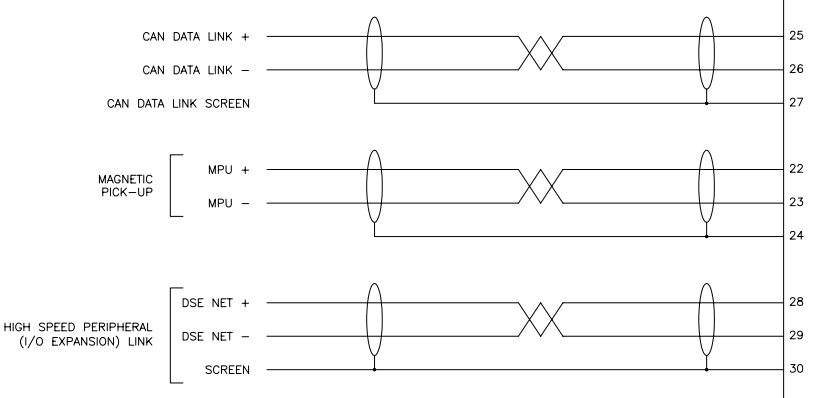 CAN DATA LINK + 25
CAN DATA LINK − 26
CAN DATA LINK SCREEN 27
MAGNETIC
PICK−UP
MPU + 22
MPU − 23
24
HIGH SPEED PERIPHERAL
(I/O EXPANSION) LINK
DSE NET + 28
DSE NET − 29
SCREEN 30